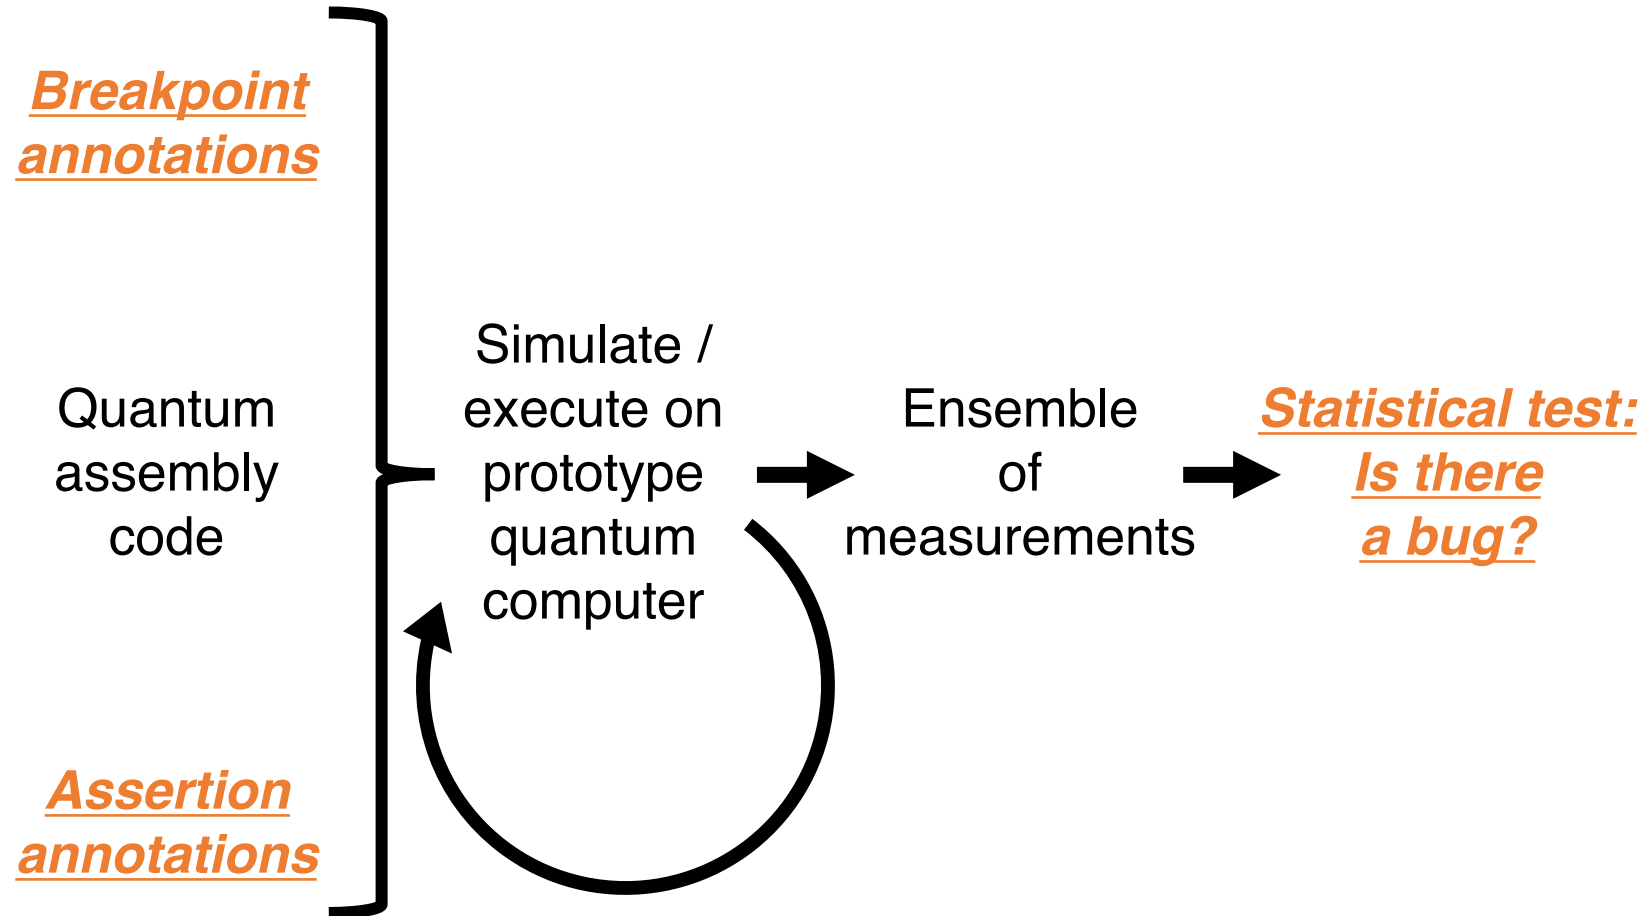 Breakpoint
annotations
Quantum
assembly
code
Assertion
annotations
Simulate /
execute on
prototype
quantum
computer
Ensemble
of
measurements
Statistical test:
Is there
a bug?